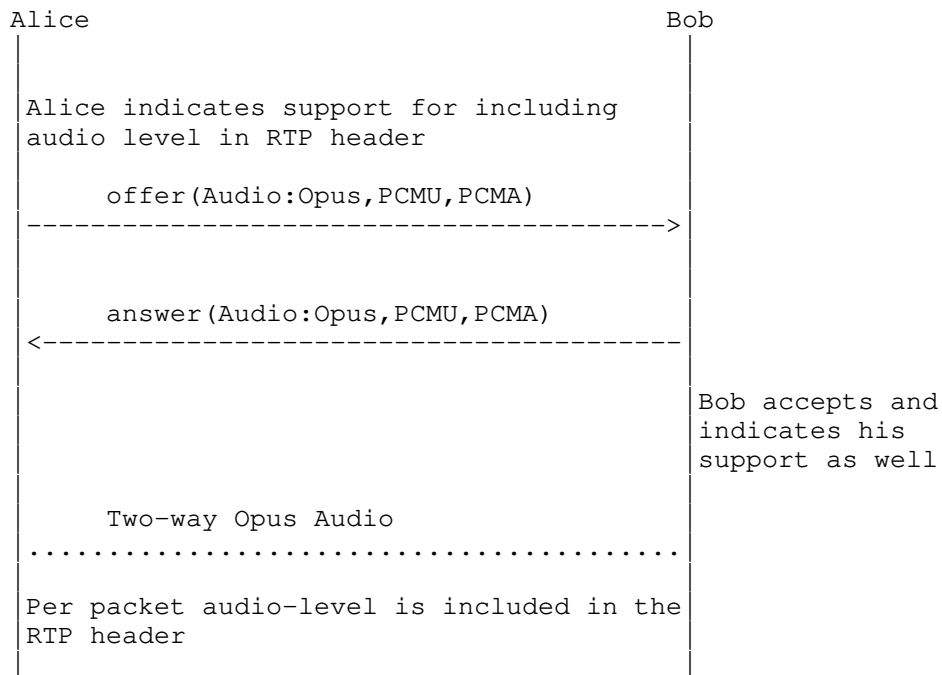 Alice Bob
Alice indicates support for including
audio level in RTP header
offer(Audio:Opus,PCMU,PCMA)
answer(Audio:Opus,PCMU,PCMA)
Bob accepts and
indicates his
support as well
Two-way Opus Audio
Per packet audio-level is included in the
RTP header